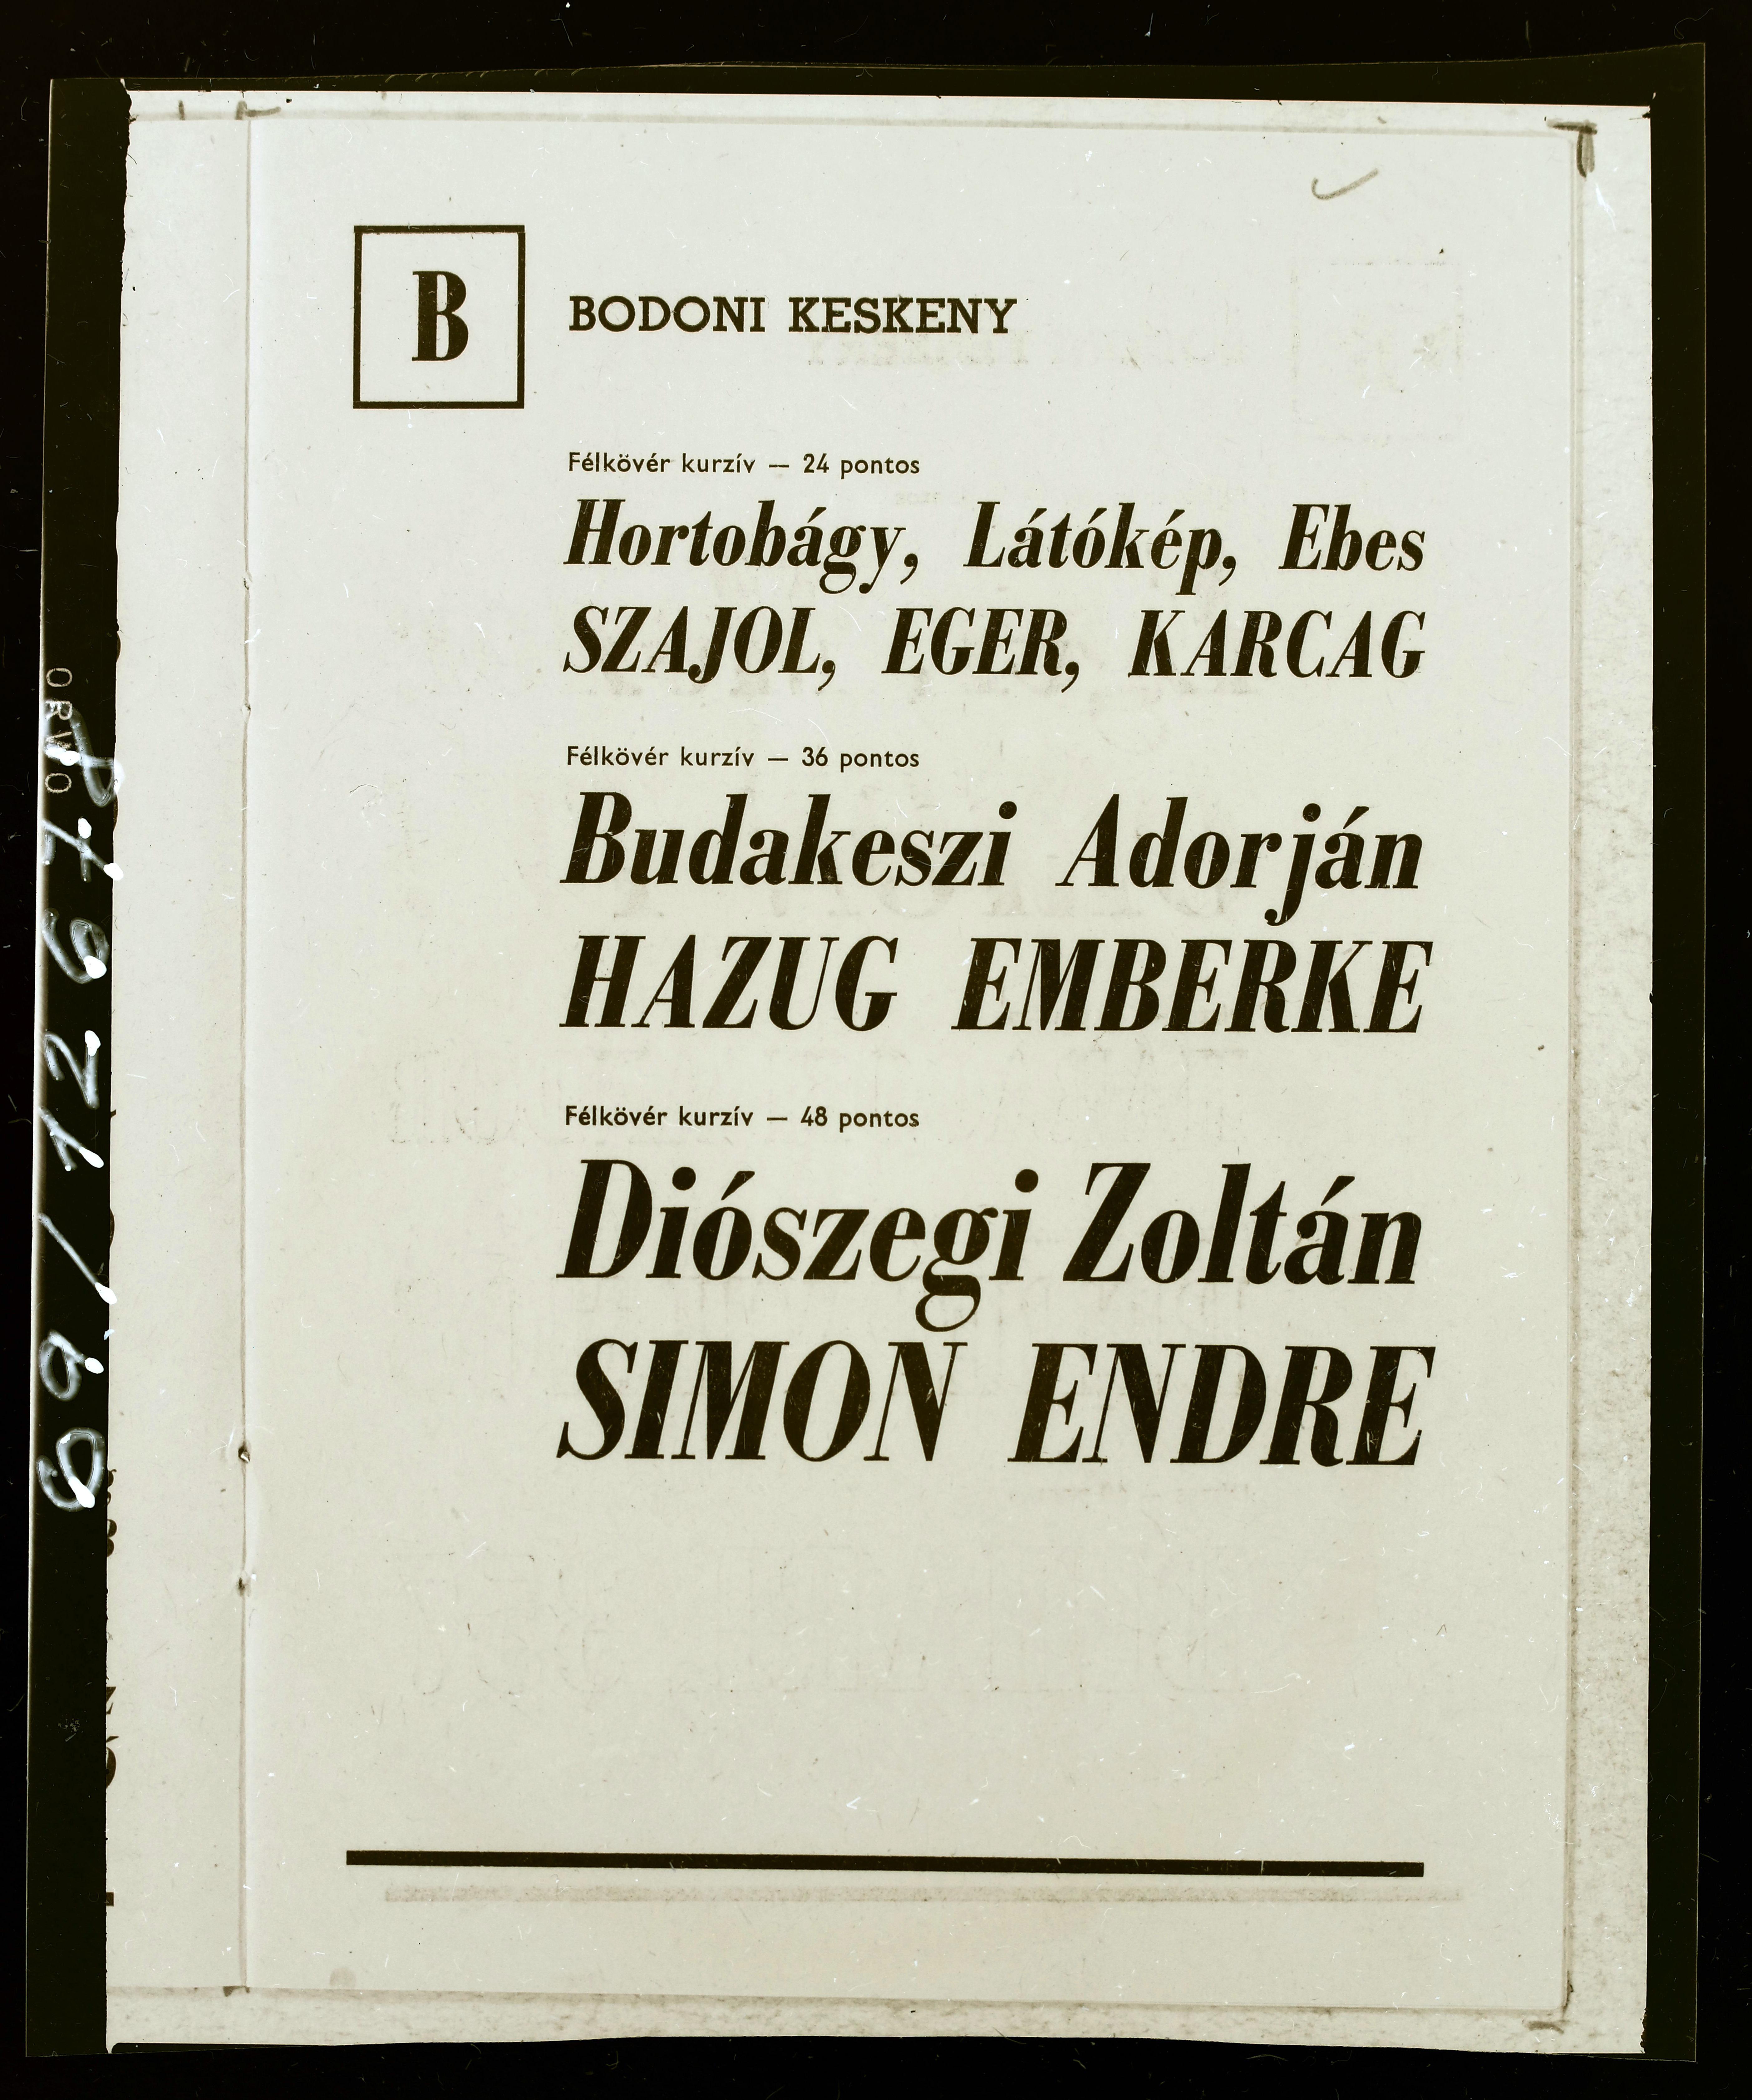 B
BODONI KESKENY
Félkövér kurzív — 24 pontos
Hortobágy, Látókép, Ebes
SZAJOL, EGER, KARCAG
Félkövér kurzív — 36 pontos
Budakeszi Adorján
HAZUG EMBERKE
Félkövér kurzív — 48 pontos
Diószegi Zoltán
SIMON ENDRE
ORWO